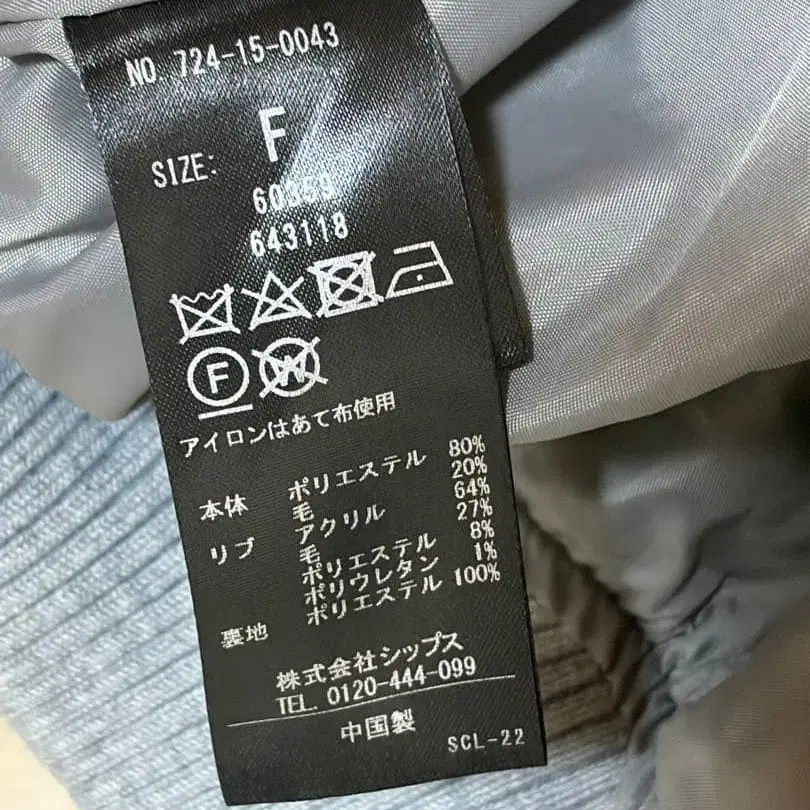 NO. 724-15-0043
SIZE: F
643118
F
W
アイロンはあて布使用
本体 ポリエステル 80%
毛 20%
リブ アクリル 64%
毛 27%
ポリエステル 8%
ポリウレタン 1%
裏地 ポリエステル 100%
株式会社シップス
TEL. 0120-444-099
中国製
SCL-22